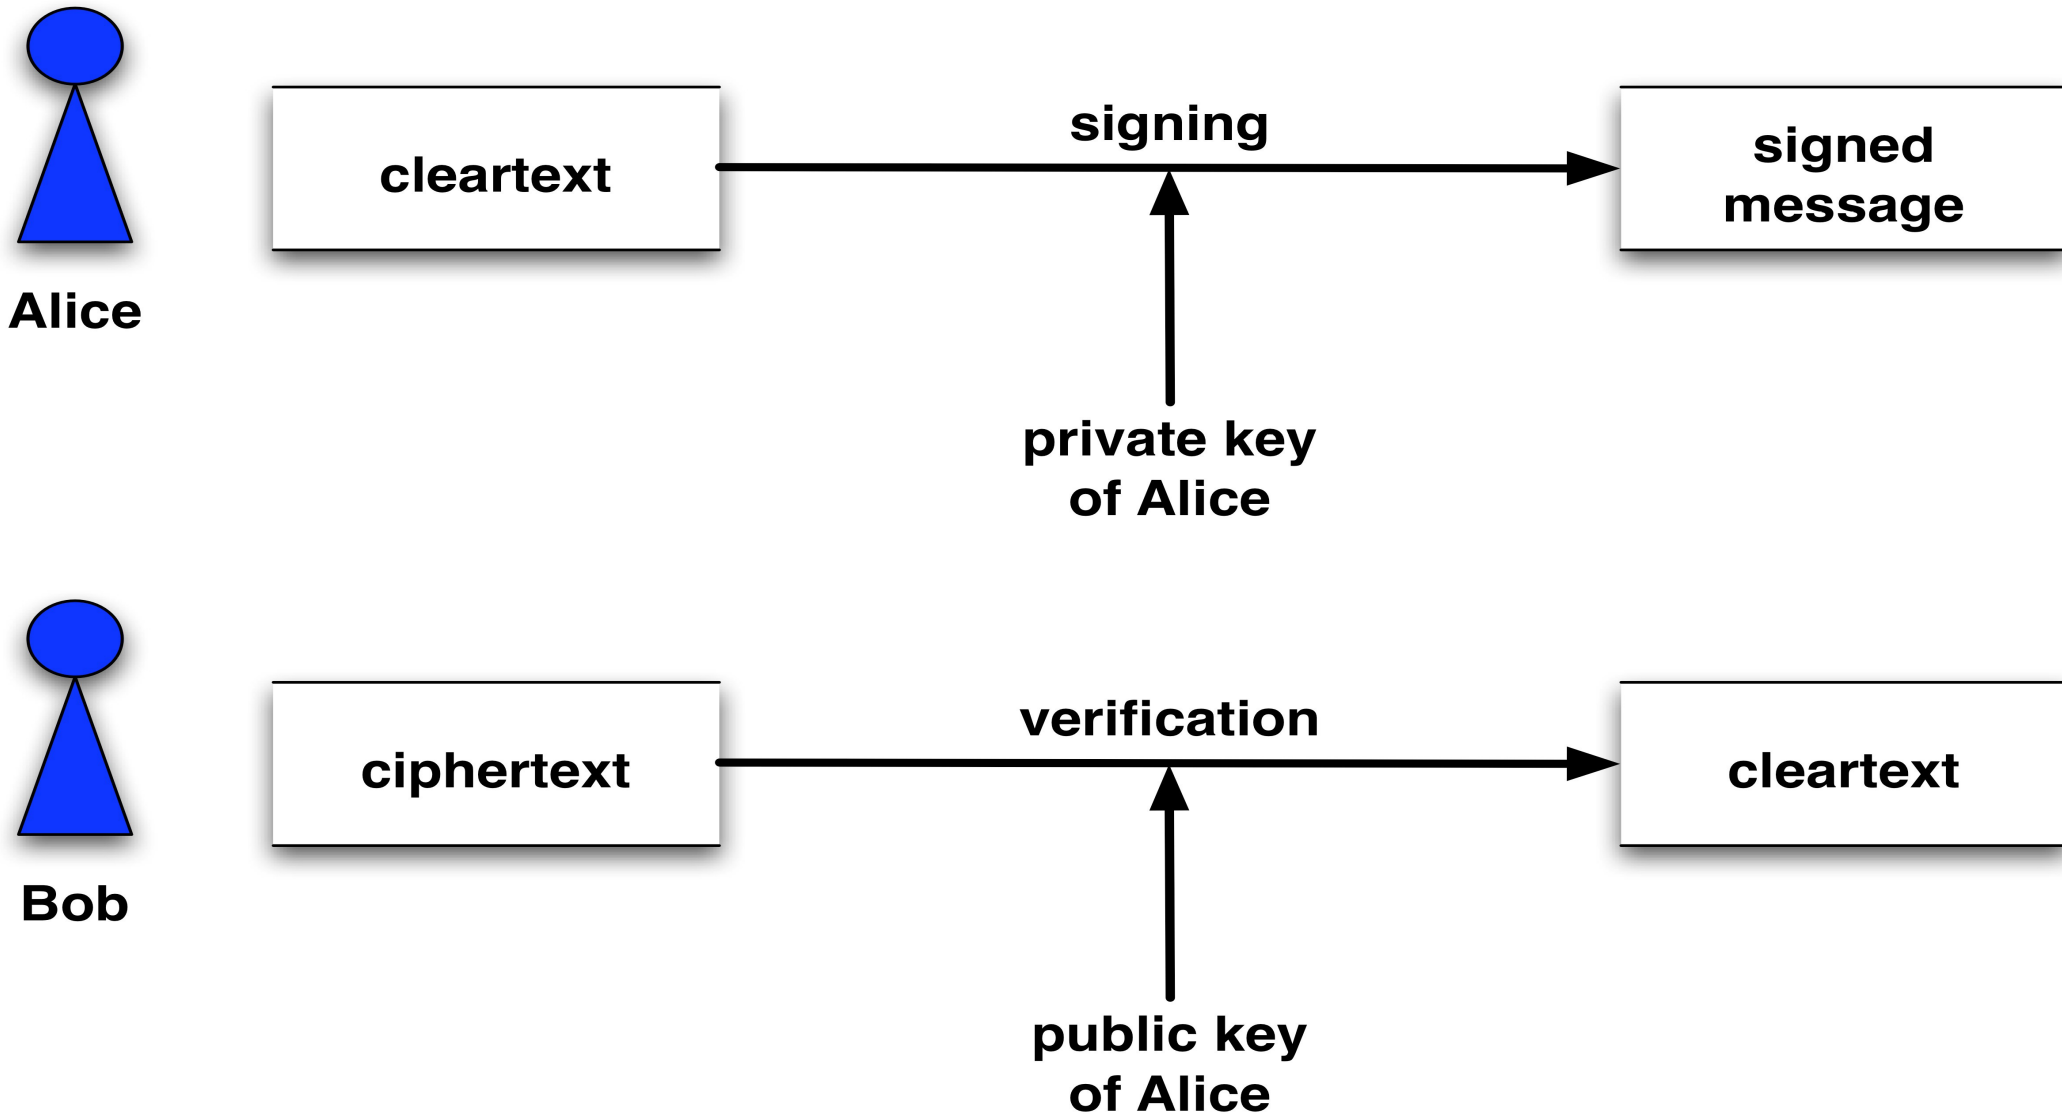 signing
cleartext
signed
message
Alice
private key
of Alice
verification
ciphertext
cleartext
Bob
public key
of Alice